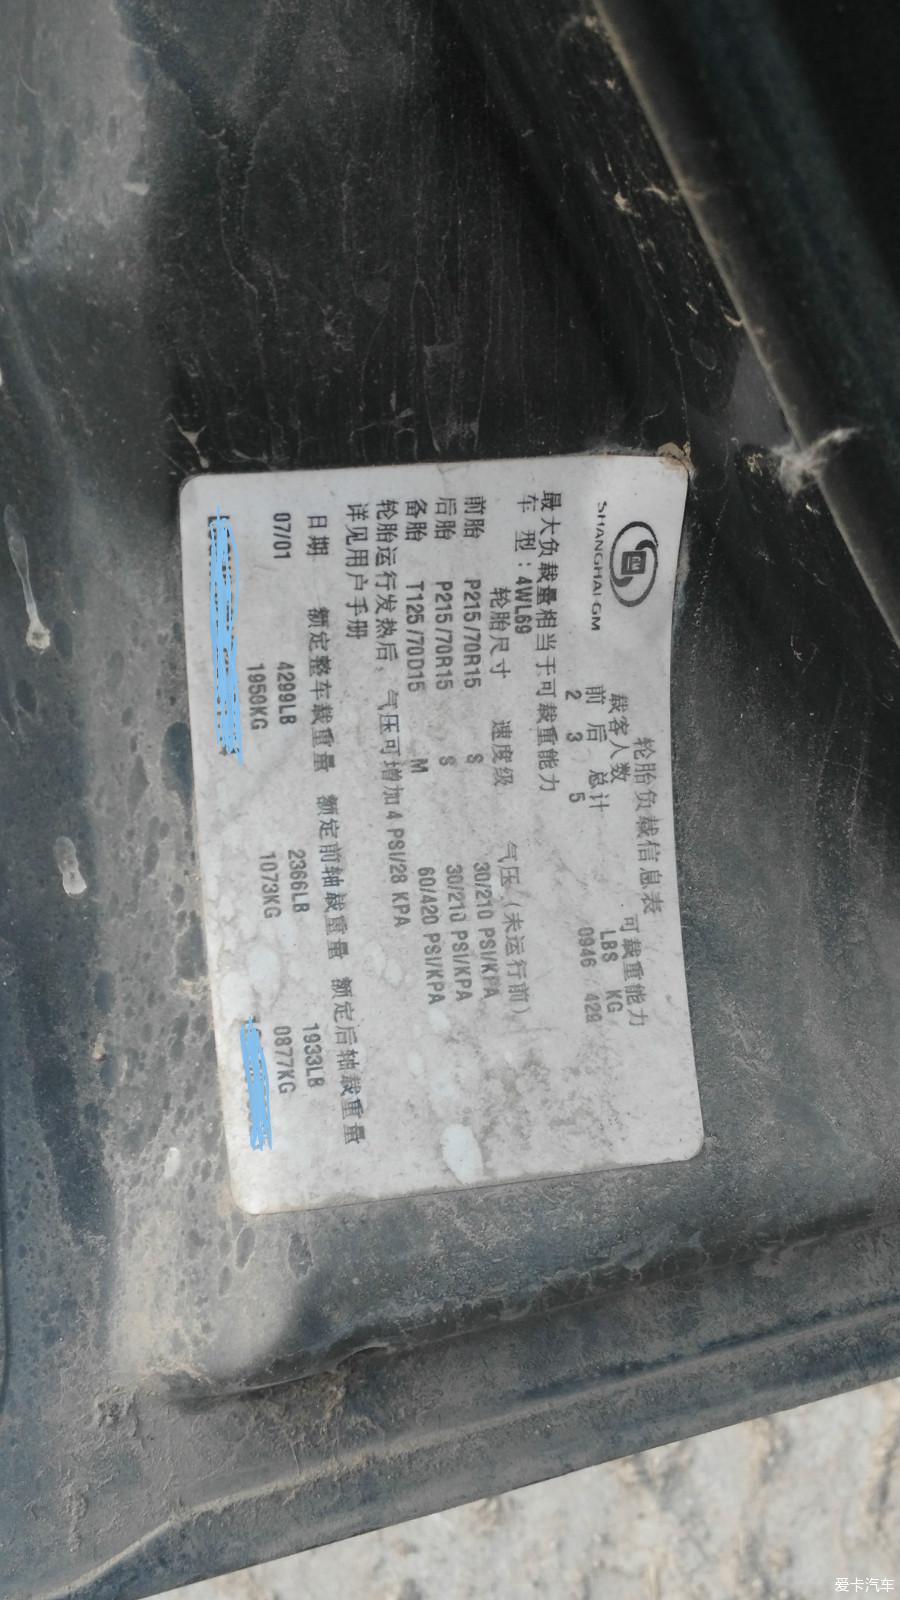 SHANGHAI GM
轮胎负载信息表
载客人数 可载重能力
前 后 总计 LBS KG
2 3 5 0946 429
最大负载量相当于可载重能力
车 型：4WL69
轮胎尺寸 速度级 气压（未运行前）
前胎 P215/70R15 S 30/210 PSI/KPA
后胎 P215/70R15 S 30/210 PSI/KPA
备胎 T125/70D15 M 60/420 PSI/KPA
轮胎运行发热后，气压可增加4 PSI/28 KPA
详见用户手册
日期 额定整车载重量 额定前轴载重量 额定后轴载重量
07/01 4299LB 2366LB 1933LB
1950KG 1073KG 0877KG
爱卡汽车